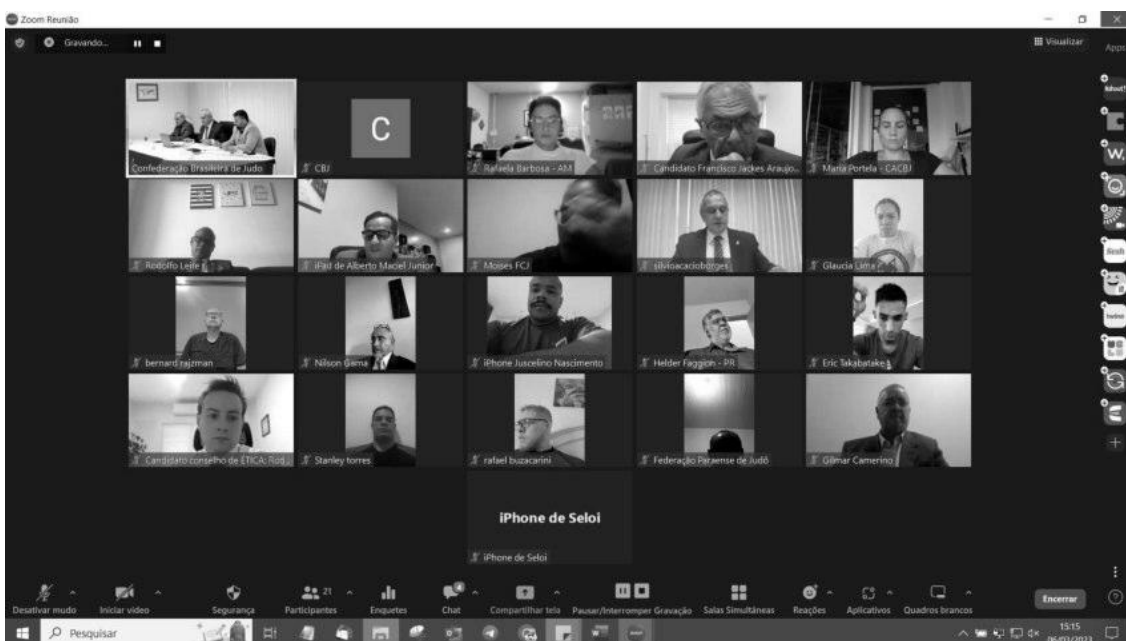 Zoom Reunião
Gravando...
Visualizar
Apps
Confederação Brasileira de Judo
C
CBJ
Rafaela Barbosa - AM
Candidato Francisco Jackes Araujo...
Maria Portela - CACBJ
Rodolfo Leite
iPad de Alberto Maciel Junior
Moises FCJ
silvioacacioborges
Glaucia Lima
bernard rajzman
Nilson Gama
iPhone Juscelino Nascimento
Helder Faggion - PR
Eric Takabatake
Candidato conselho de ÉTICA: Rod...
Stanley torres
rafael buzacarini
Federação Paraense de Judô
Gilmar Camerino
iPhone de Seloi
iPhone de Seloi
Desativar mudo
Iniciar vídeo
Segurança
21
Participantes
Enquetes
Chat
Compartilhar tela
Pausar/Interromper Gravação
Salas Simultâneas
Reações
Aplicativos
Quadros brancos
Encerrar
Pesquisar
15:15
06/03/2023